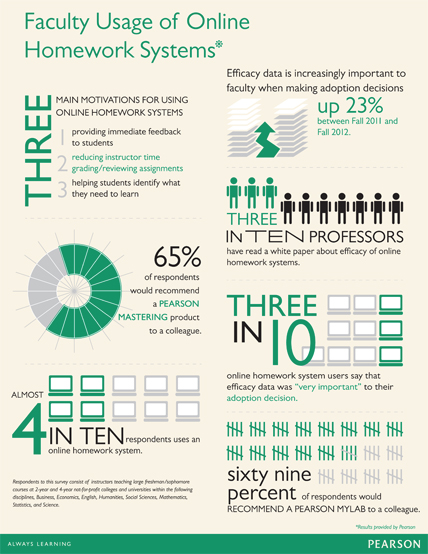 Faculty Usage of Online
Homework Systems*
THREE
MAIN MOTIVATIONS FOR USING
ONLINE HOMEWORK SYSTEMS
1 providing immediate feedback
to students
2 reducing instructor time
grading/reviewing assignments
3 helping students identify what
they need to learn
65%
of respondents
would recommend
a PEARSON
MASTERING product
to a colleague.
ALMOST
4 IN TEN respondents uses an
online homework system.
Respondents to this survey consist of instructors teaching large freshman/sophomore
courses at 2-year and 4-year not-for-profit colleges and universities within the following
disciplines, Business, Economics, English, Humanities, Social Sciences, Mathematics,
Statistics, and Science.
Efficacy data is increasingly important to
faculty when making adoption decisions
up 23%
between Fall 2011 and
Fall 2012.
THREE
IN TEN PROFESSORS
have read a white paper about efficacy of online
homework systems.
THREE
IN 10
online homework system users say that
efficacy data was "very important" to their
adoption decision.
sixty nine
percent of respondents would
RECOMMEND A PEARSON MYLAB to a colleague.
*Results provided by Pearson
ALWAYS LEARNING
PEARSON